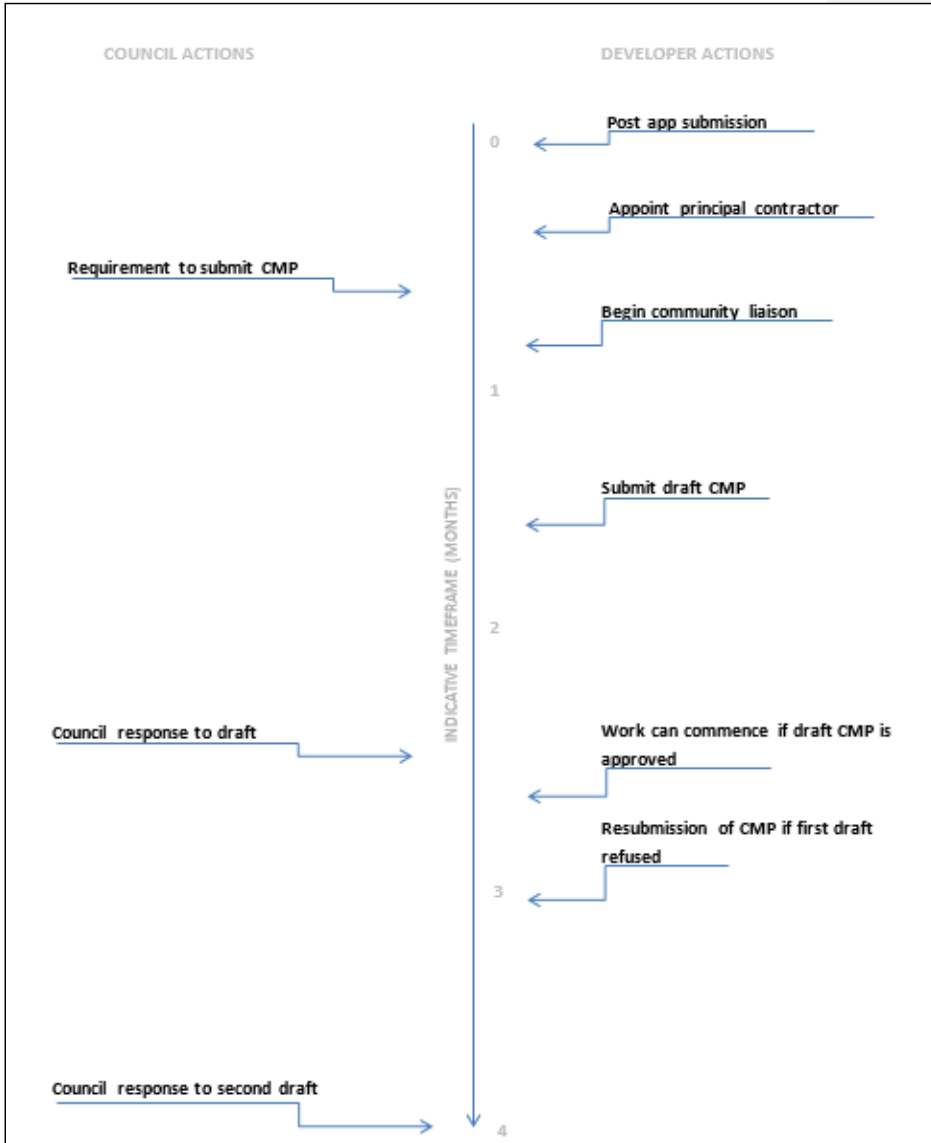 COUNCIL ACTIONS
DEVELOPER ACTIONS
Post app submission
0
Appoint principal contractor
Requirement to submit CMP
Begin community liaison
1
Submit draft CMP
INDICATIVE TIMEFRAME (MONTHS)
2
Council response to draft
Work can commence if draft CMP is
approved
Resubmission of CMP if first draft
refused
3
Council response to second draft
4